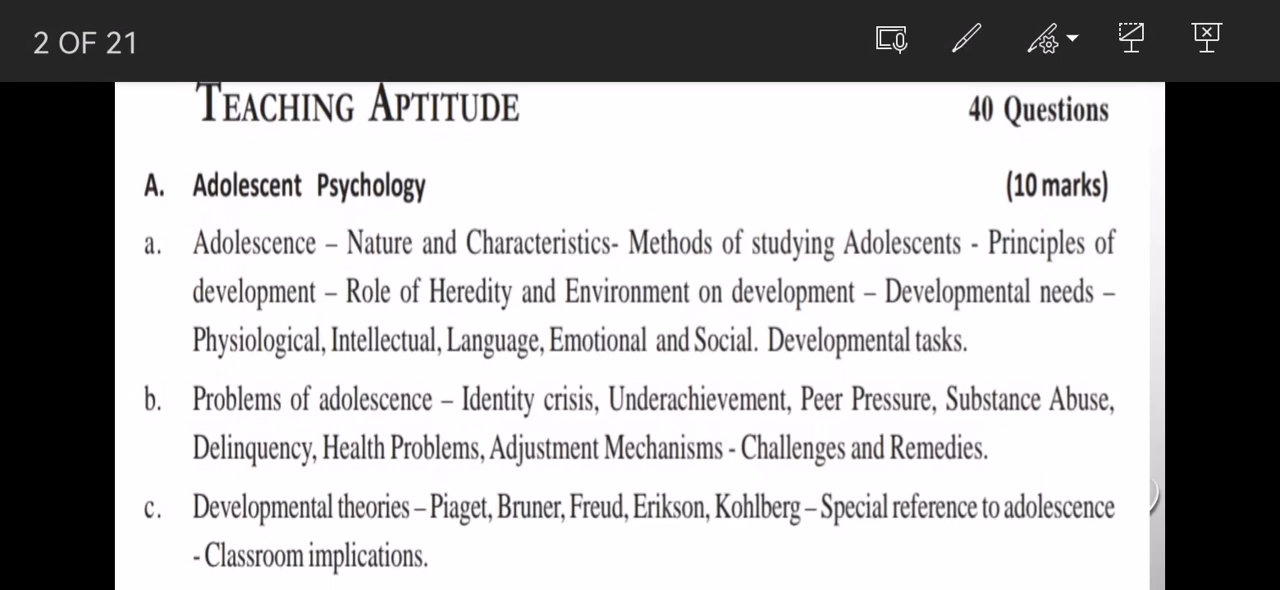 2 OF 21
TEACHING APTITUDE 40 Questions
A. Adolescent Psychology (10 marks)
a. Adolescence – Nature and Characteristics- Methods of studying Adolescents - Principles of
development – Role of Heredity and Environment on development – Developmental needs –
Physiological, Intellectual, Language, Emotional and Social. Developmental tasks.
b. Problems of adolescence – Identity crisis, Underachievement, Peer Pressure, Substance Abuse,
Delinquency, Health Problems, Adjustment Mechanisms - Challenges and Remedies.
c. Developmental theories – Piaget, Bruner, Freud, Erikson, Kohlberg – Special reference to adolescence
- Classroom implications.